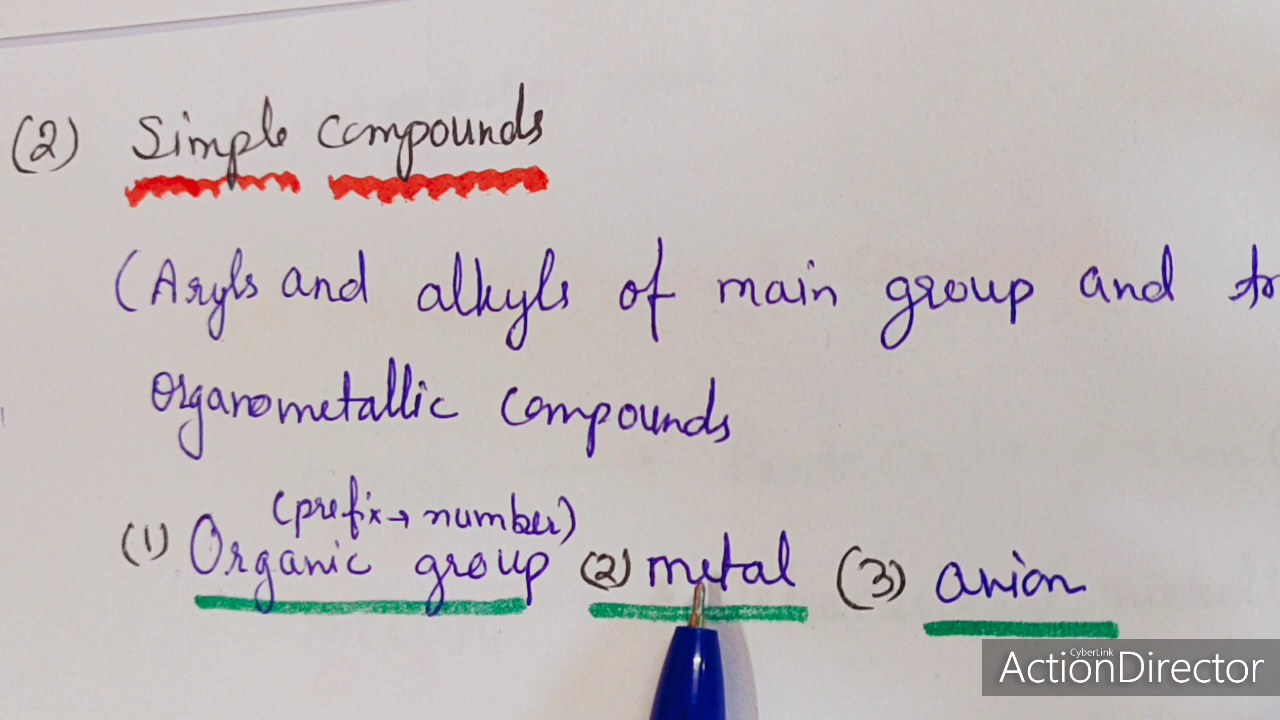 (2) Simple Compounds
(Aryls and alkyls of main group and
Organometallic Compounds
(prefix → number)
(1) Organic group (2) metal (3) anion
CyberLink
ActionDirector